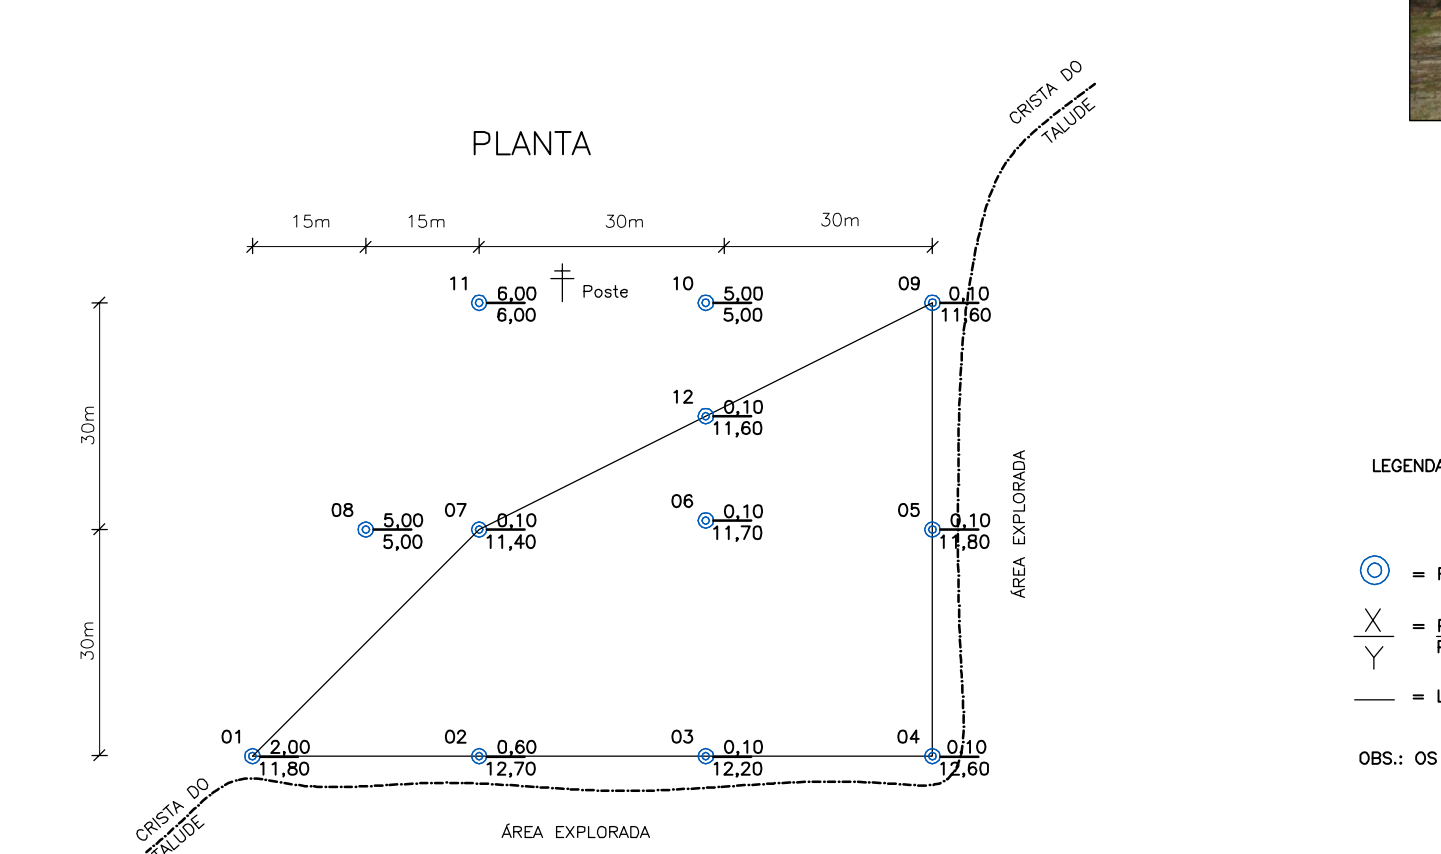 CRISTA DO
TALUDE
PLANTA
15m 15m 30m 30m
11 6,00
6,00
Poste
10 5,00
5,00
09 0,10
11,60
12 0,10
11,60
30m
08 5,00
5,00
07 0,10
11,40
06 0,10
11,70
05 0,10
11,80
ÁREA EXPLORADA
30m
01 2,00
11,80
02 0,60
12,70
03 0,10
12,20
04 0,10
12,60
CRISTA DO
TALUDE
ÁREA EXPLORADA
LEGENDA
=
X
Y
=
=
OBS.: OS